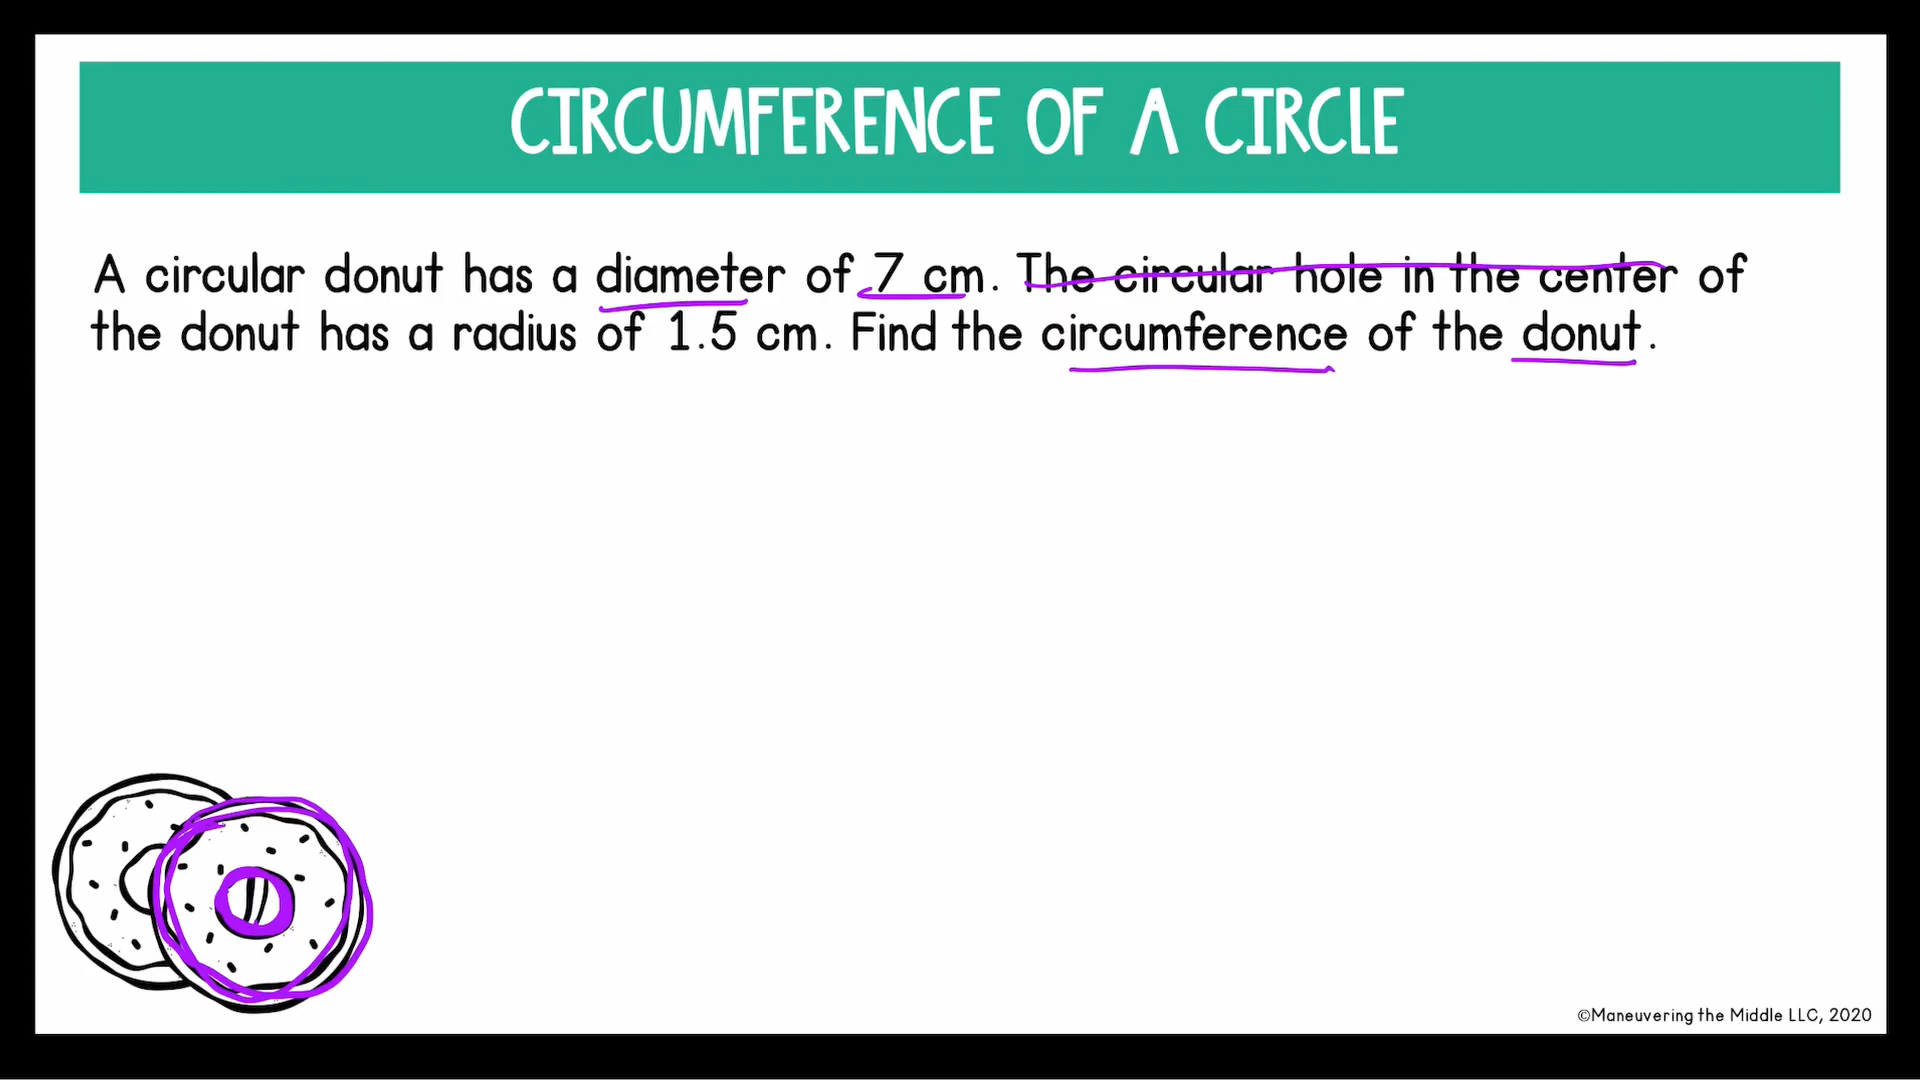 CIRCUMFERENCE OF A CIRCLE
A circular donut has a diameter of 7 cm. The circular hole in the center of
the donut has a radius of 1.5 cm. Find the circumference of the donut.
©Maneuvering the Middle LLC, 2020